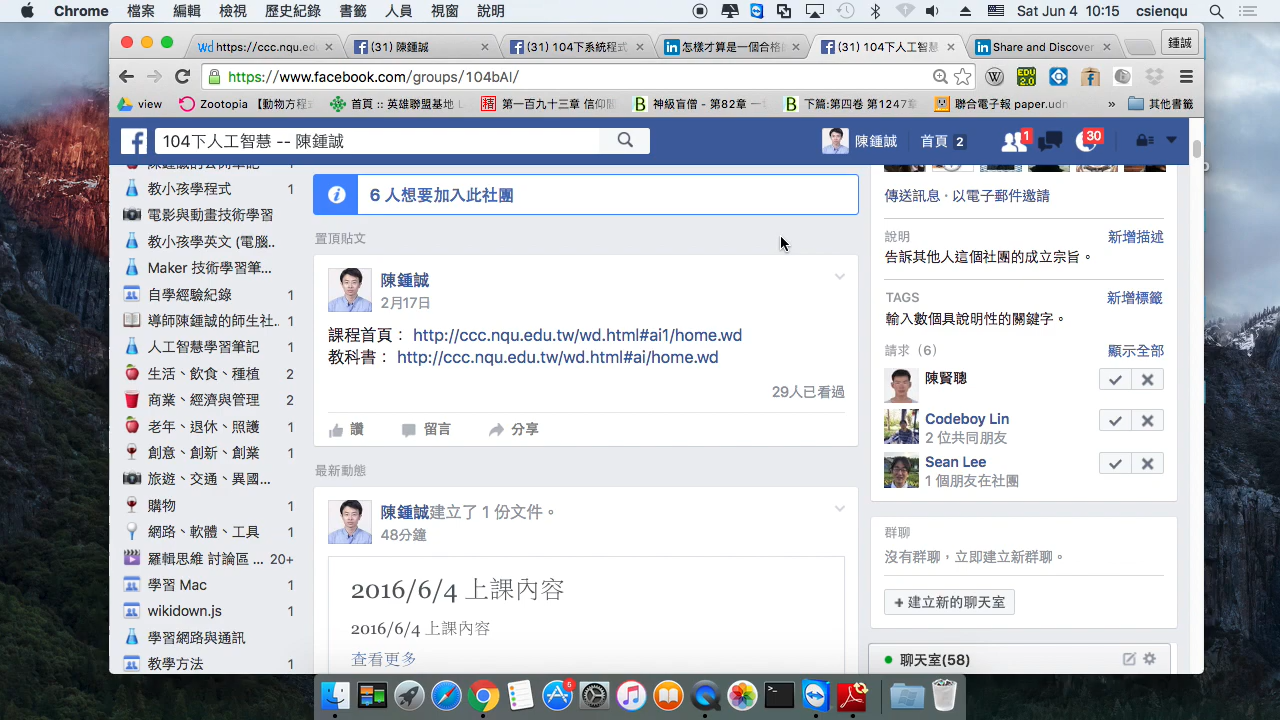 Chrome 檔案 編輯 檢視 歷史紀錄 書籤 人員 視窗 說明 Sat Jun 4 10:15 csienqu
https://ccc.nqu.edu (31) 陳鍾誠 (31) 104下系統程式 怎樣才算是一個合格 (31) 104下人工智慧 Share and Discover 鍾誠
https://www.facebook.com/groups/104bAI/
view Zootopia 【動物方程式 首頁 :: 英雄聯盟基地 L 第一百九十三章 信仰 神級盲僧 - 第82章 一 下篇:第四卷 第1247章 聯合電子報 paper.udn » 其他書籤
104下人工智慧 -- 陳鍾誠 陳鍾誠 首頁 2 1 30
教小孩學程式 1
電影與動畫技術學習
教小孩學英文 (電腦..
Maker 技術學習筆...
自學經驗紀錄 1
導師陳鍾誠的師生社.. 1
人工智慧學習筆記 1
生活、飲食、種植 2
商業、經濟與管理 2
老年、退休、照護 1
創意、創新、創業 1
旅遊、交通、異國... 1
購物 1
網路、軟體、工具 1
羅輯思維 討論區 ... 20+
學習 Mac 1
wikidown.js 1
學習網路與通訊
教學方法 1
6 人想要加入此社團
置頂貼文
陳鍾誠
2月17日
課程首頁： http://ccc.nqu.edu.tw/wd.html#ai1/home.wd
教科書： http://ccc.nqu.edu.tw/wd.html#ai/home.wd
29人已看過
讚 留言 分享
最新動態
陳鍾誠建立了 1 份文件。
48分鐘
2016/6/4 上課內容
2016/6/4 上課內容
查看更多
傳送訊息 · 以電子郵件邀請
說明 新增描述
告訴其他人這個社團的成立宗旨。
TAGS 新增標籤
輸入數個具說明性的關鍵字。
請求（6） 顯示全部
陳賢聰
Codeboy Lin
2 位共同朋友
Sean Lee
1 個朋友在社團
群聊
沒有群聊，立即建立新群聊。
+ 建立新的聊天室
聊天室(58)
6